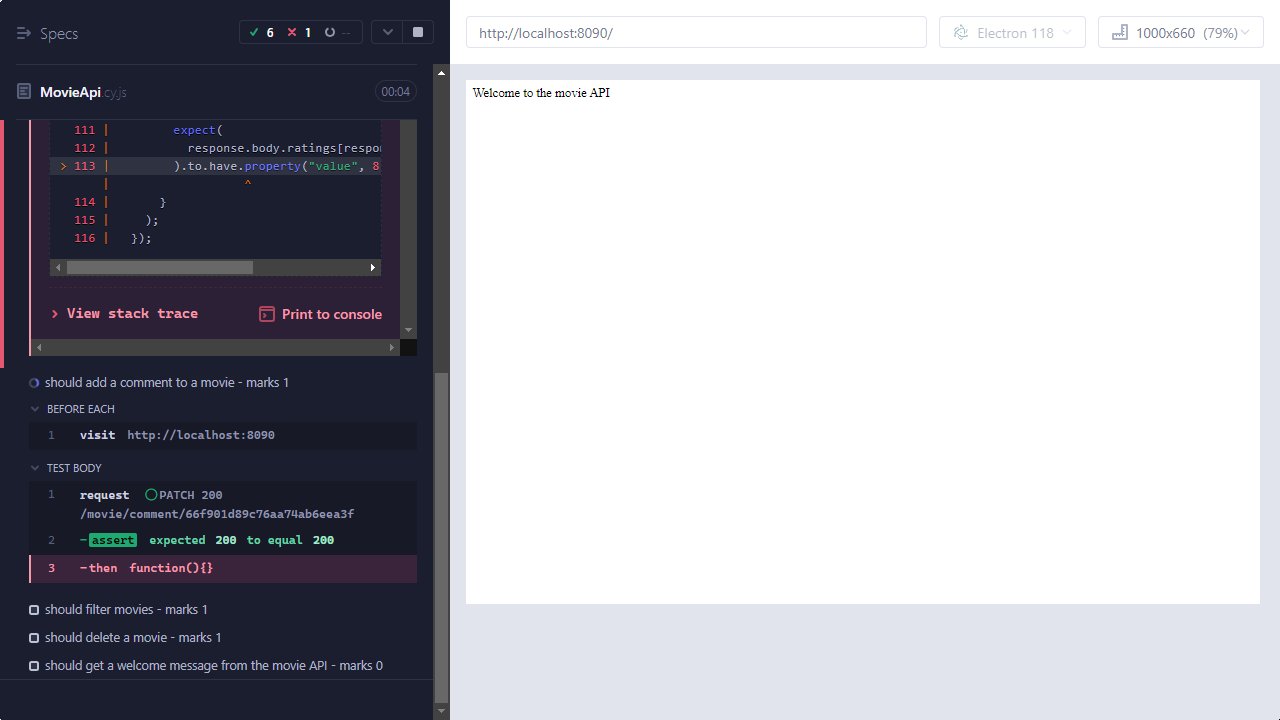 Specs
6 1 --
http://localhost:8090/
Electron 118
1000x660 (79%)
MovieApi.cy.js
00:04
Welcome to the movie API
111 | expect(
112 | response.body.ratings[respon
> 113 | ).to.have.property("value", 8
| ^
114 | }
115 | );
116 | });
View stack trace
Print to console
should add a comment to a movie - marks 1
BEFORE EACH
1 visit http://localhost:8090
TEST BODY
1 request PATCH 200
/movie/comment/66f901d89c76aa74ab6eea3f
2 -assert expected 200 to equal 200
3 -then function(){}
should filter movies - marks 1
should delete a movie - marks 1
should get a welcome message from the movie API - marks 0